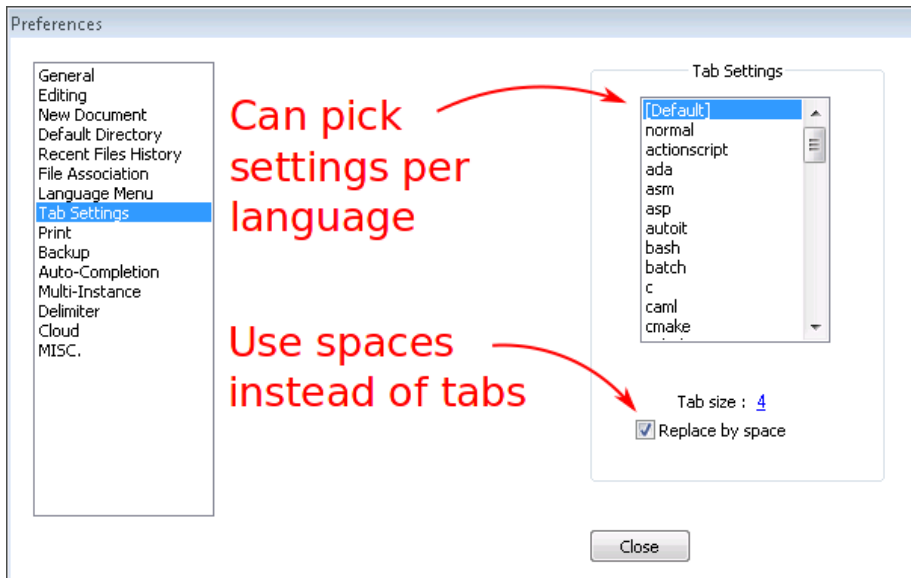 Preferences
General
Editing
New Document
Default Directory
Recent Files History
File Association
Language Menu
Tab Settings
Print
Backup
Auto-Completion
Multi-Instance
Delimiter
Cloud
MISC.
Can pick
settings per
language
Use spaces
instead of tabs
Tab Settings
[Default]
normal
actionscript
ada
asm
asp
autoit
bash
batch
c
caml
cmake
Tab size : 4
Replace by space
Close